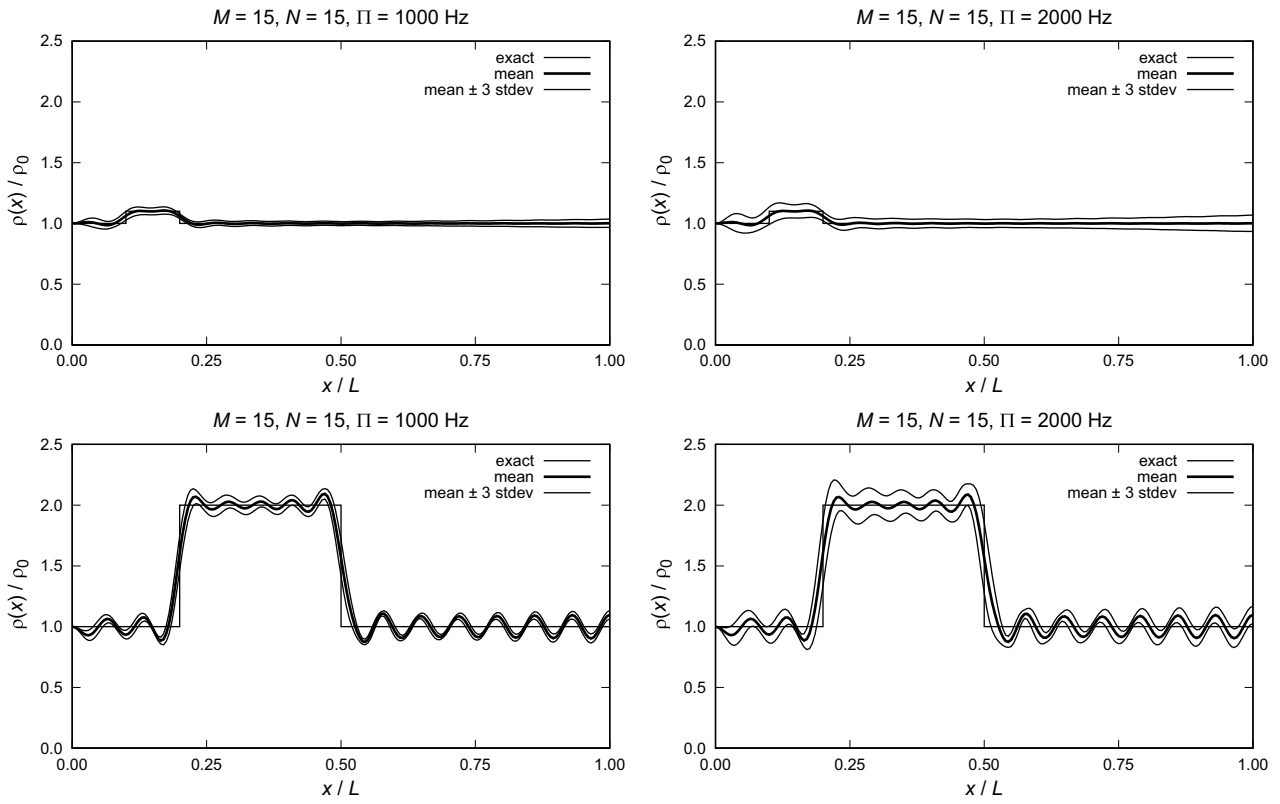 M = 15, N = 15, Π = 1000 Hz
2.5
2.0
1.5
1.0
0.5
0.0
ρ(x) / ρ0
exact
mean
mean ± 3 stdev
0.00 0.25 0.50 0.75 1.00
x / L
M = 15, N = 15, Π = 2000 Hz
2.5
2.0
1.5
1.0
0.5
0.0
ρ(x) / ρ0
exact
mean
mean ± 3 stdev
0.00 0.25 0.50 0.75 1.00
x / L
M = 15, N = 15, Π = 1000 Hz
2.5
2.0
1.5
1.0
0.5
0.0
ρ(x) / ρ0
exact
mean
mean ± 3 stdev
0.00 0.25 0.50 0.75 1.00
x / L
M = 15, N = 15, Π = 2000 Hz
2.5
2.0
1.5
1.0
0.5
0.0
ρ(x) / ρ0
exact
mean
mean ± 3 stdev
0.00 0.25 0.50 0.75 1.00
x / L